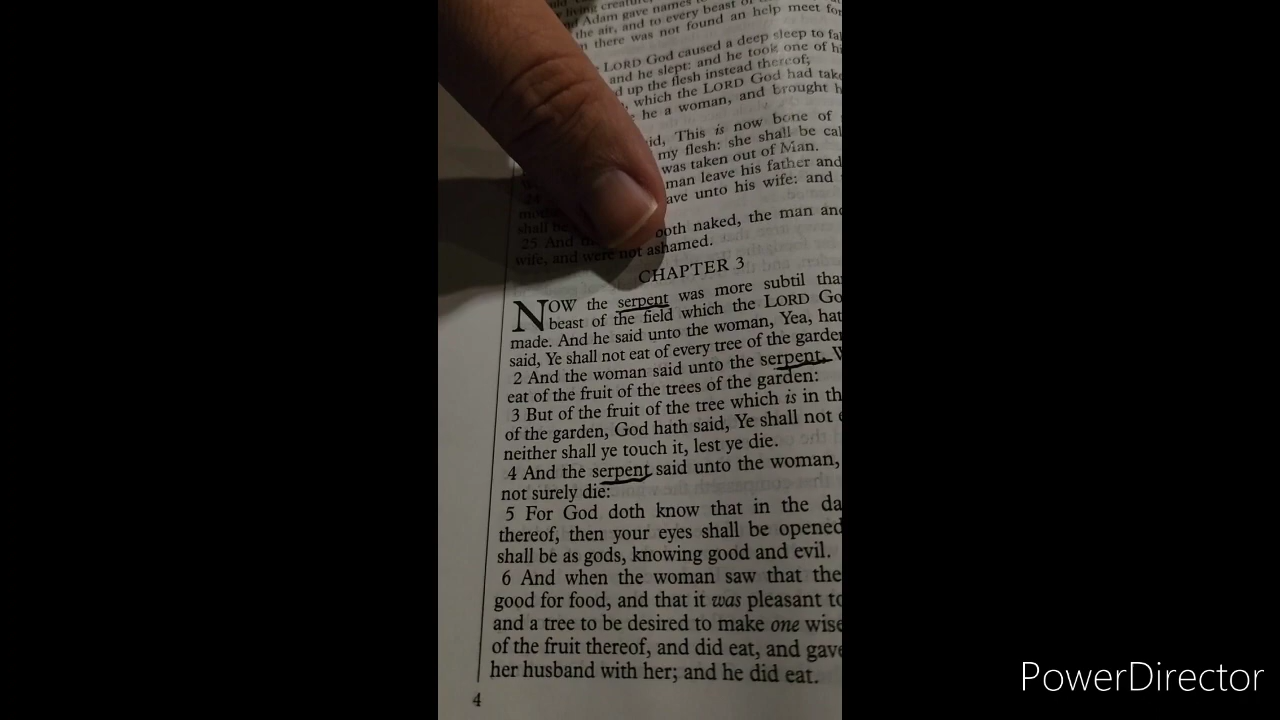 living creature,
Adam gave names to
the air, and to every beast of
there was not found an help meet for
LORD God caused a deep sleep to
and he slept: and he took one of
up the flesh instead thereof;
which the LORD God had
he a woman, and brought
This is now bone of
my flesh: she shall be
was taken out of Man.
man leave his father and
unto his wife: and
shall be
25 And naked, the man
wife, and were not ashamed.
CHAPTER 3
NOW the serpent was more subtil
beast of the field which the LORD
made. And he said unto the woman, Yea,
said, Ye shall not eat of every tree of the
2 And the woman said unto the serpent,
eat of the fruit of the trees of the garden:
3 But of the fruit of the tree which is in
of the garden, God hath said, Ye shall not
neither shall ye touch it, lest ye die.
4 And the serpent said unto the woman,
not surely die:
5 For God doth know that in the
thereof, then your eyes shall be opened
shall be as gods, knowing good and evil.
6 And when the woman saw that the
good for food, and that it was pleasant
and a tree to be desired to make one wise
of the fruit thereof, and did eat, and gave
her husband with her; and he did eat.
4
PowerDirector